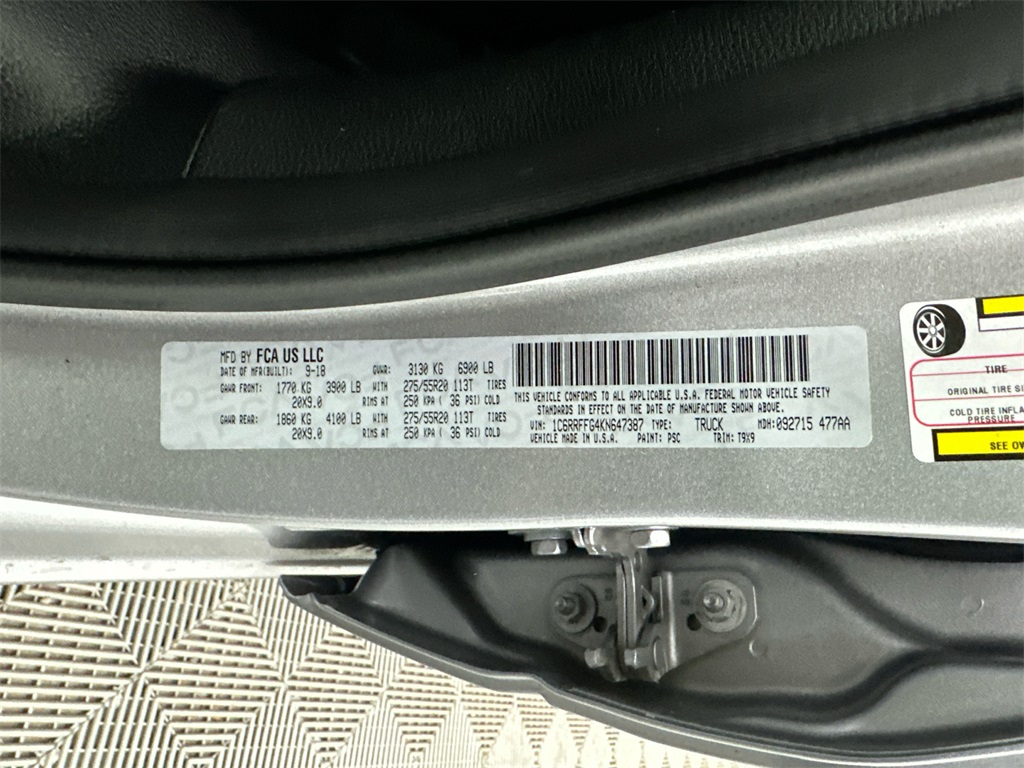 MFD BY FCA US LLC
DATE OF MFR(BUILT): 9-18 GVWR: 3130 KG 6900 LB
GAWR FRONT: 1770 KG 3900 LB WITH 275/55R20 113T TIRES
20X9.0 RIMS AT 250 KPA ( 36 PSI) COLD
GAWR REAR: 1860 KG 4100 LB WITH 275/55R20 113T TIRES
20X9.0 RIMS AT 250 KPA ( 36 PSI) COLD
THIS VEHICLE CONFORMS TO ALL APPLICABLE U.S.A. FEDERAL MOTOR VEHICLE SAFETY
STANDARDS IN EFFECT ON THE DATE OF MANUFACTURE SHOWN ABOVE.
VIN: 1C6RRFFG4KN647387 TYPE: TRUCK MDH:092715 477AA
VEHICLE MADE IN U.S.A. PAINT: PSC TRIM: T9X9
TIRE
ORIGINAL TIRE
COLD TIRE
PRESSURE
SEE